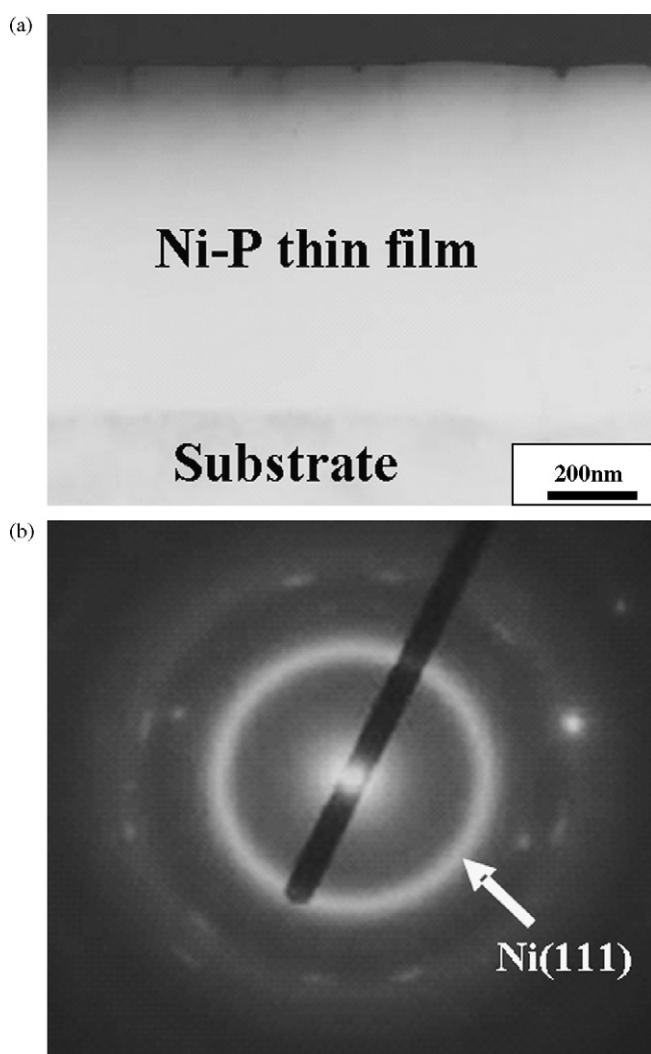 (a)
Ni-P thin film
Substrate
200nm
(b)
Ni(111)